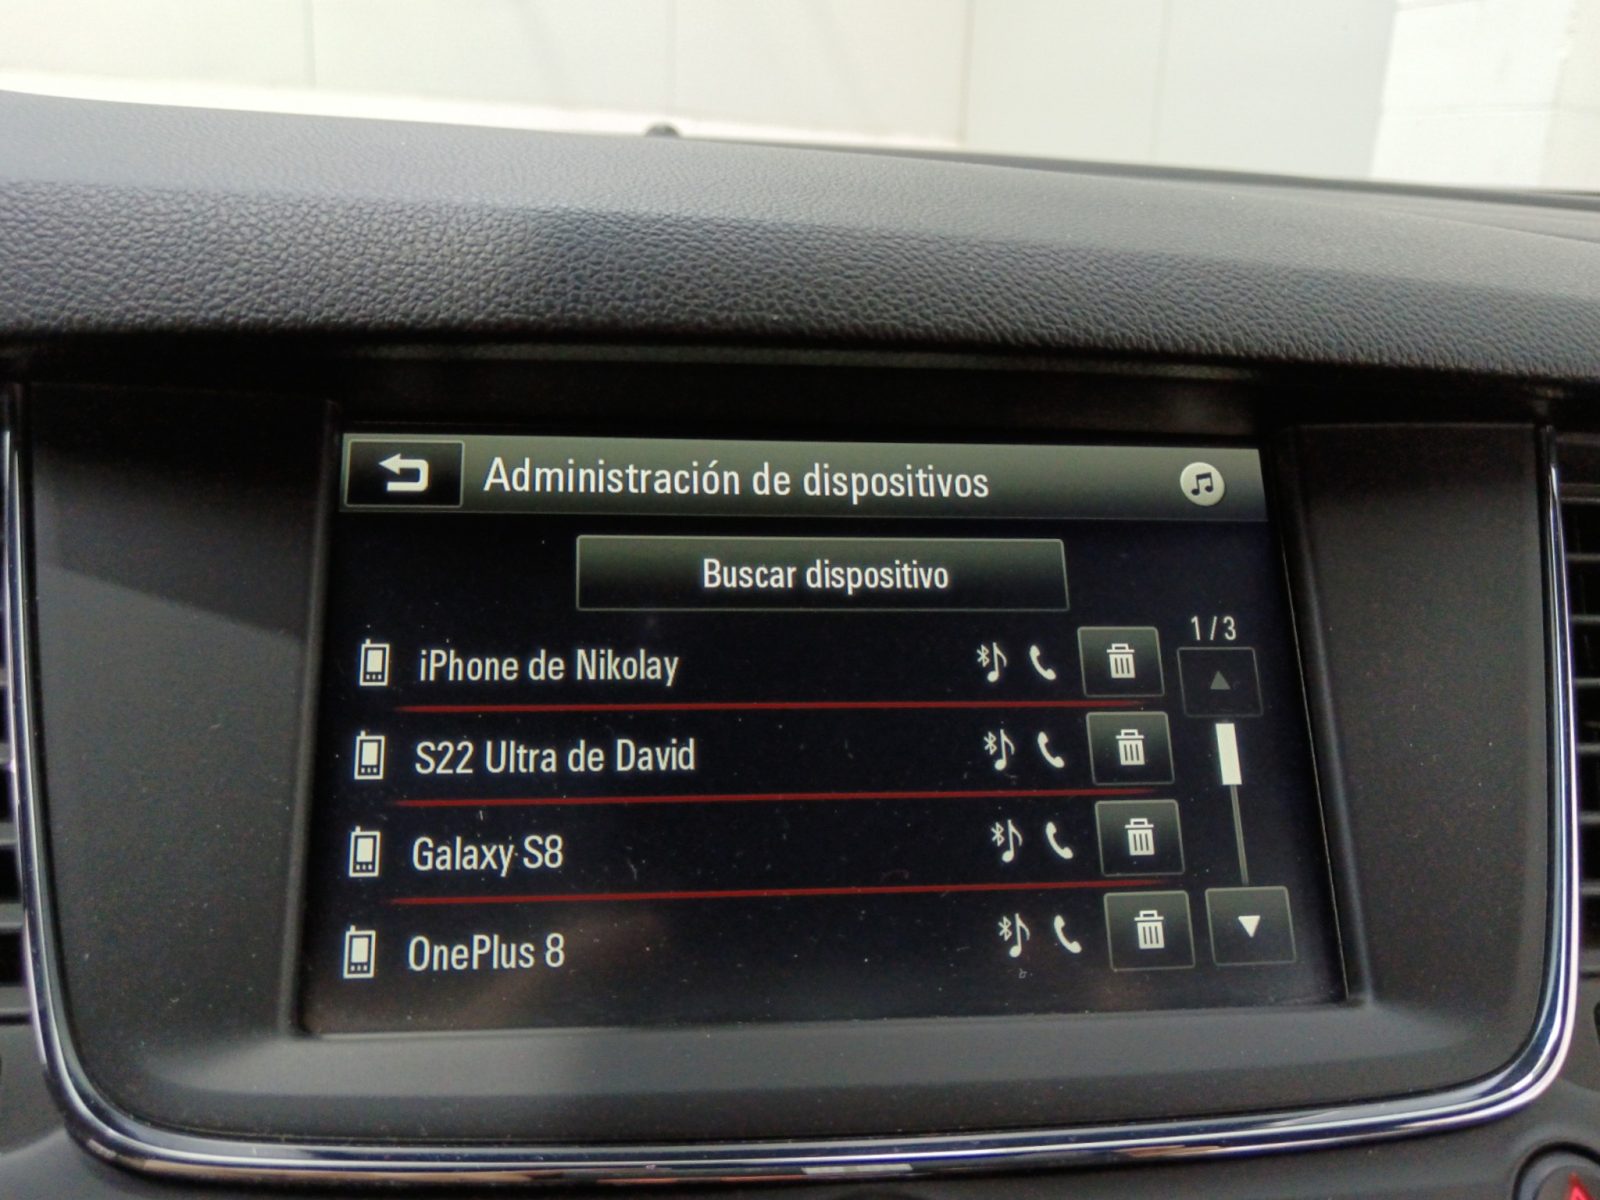 Administración de dispositivos
Buscar dispositivo
1/3
iPhone de Nikolay
S22 Ultra de David
Galaxy S8
OnePlus 8